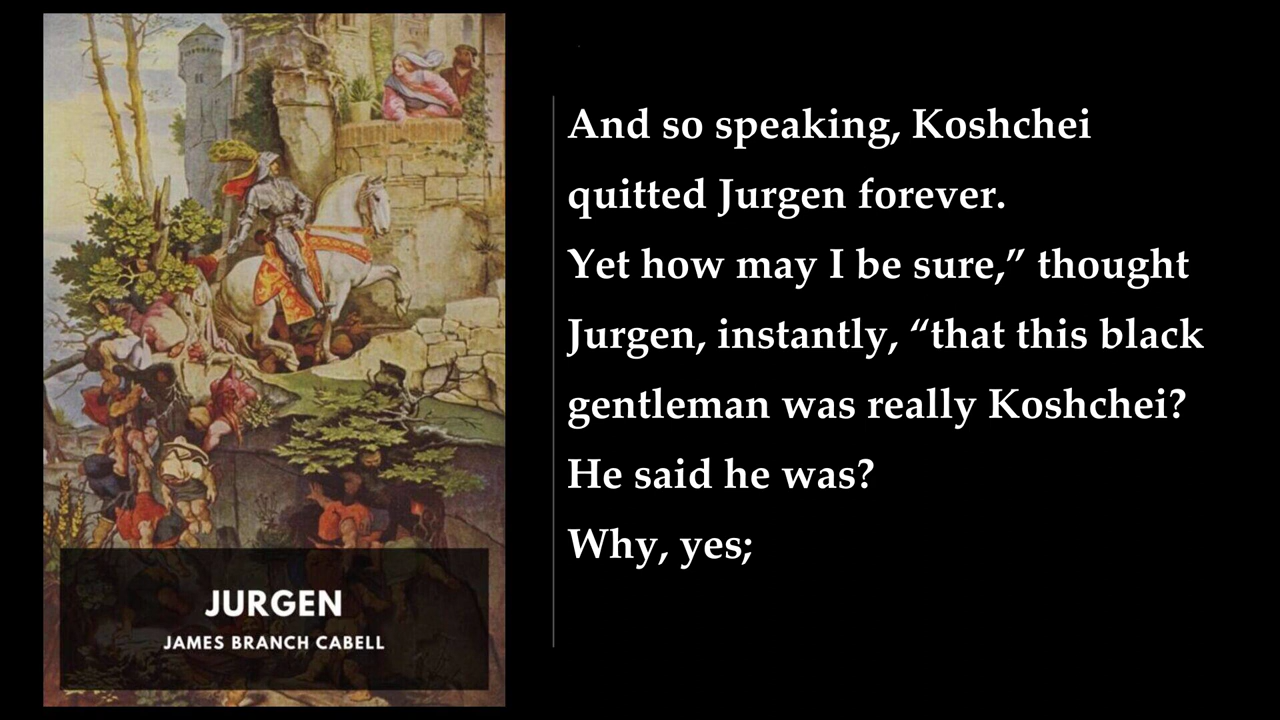 JURGEN
JAMES BRANCH CABELL
And so speaking, Koshchei
quitted Jurgen forever.
Yet how may I be sure,” thought
Jurgen, instantly, “that this black
gentleman was really Koshchei?
He said he was?
Why, yes;